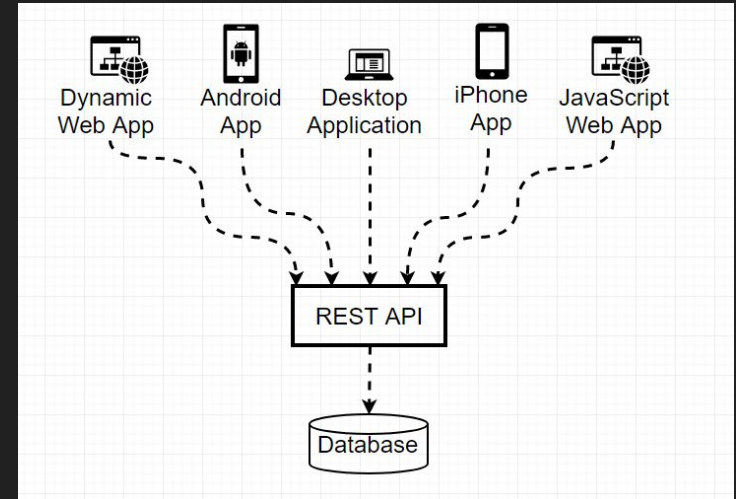 Dynamic
Web App
Android
App
Desktop
Application
iPhone
App
JavaScript
Web App
REST API
Database